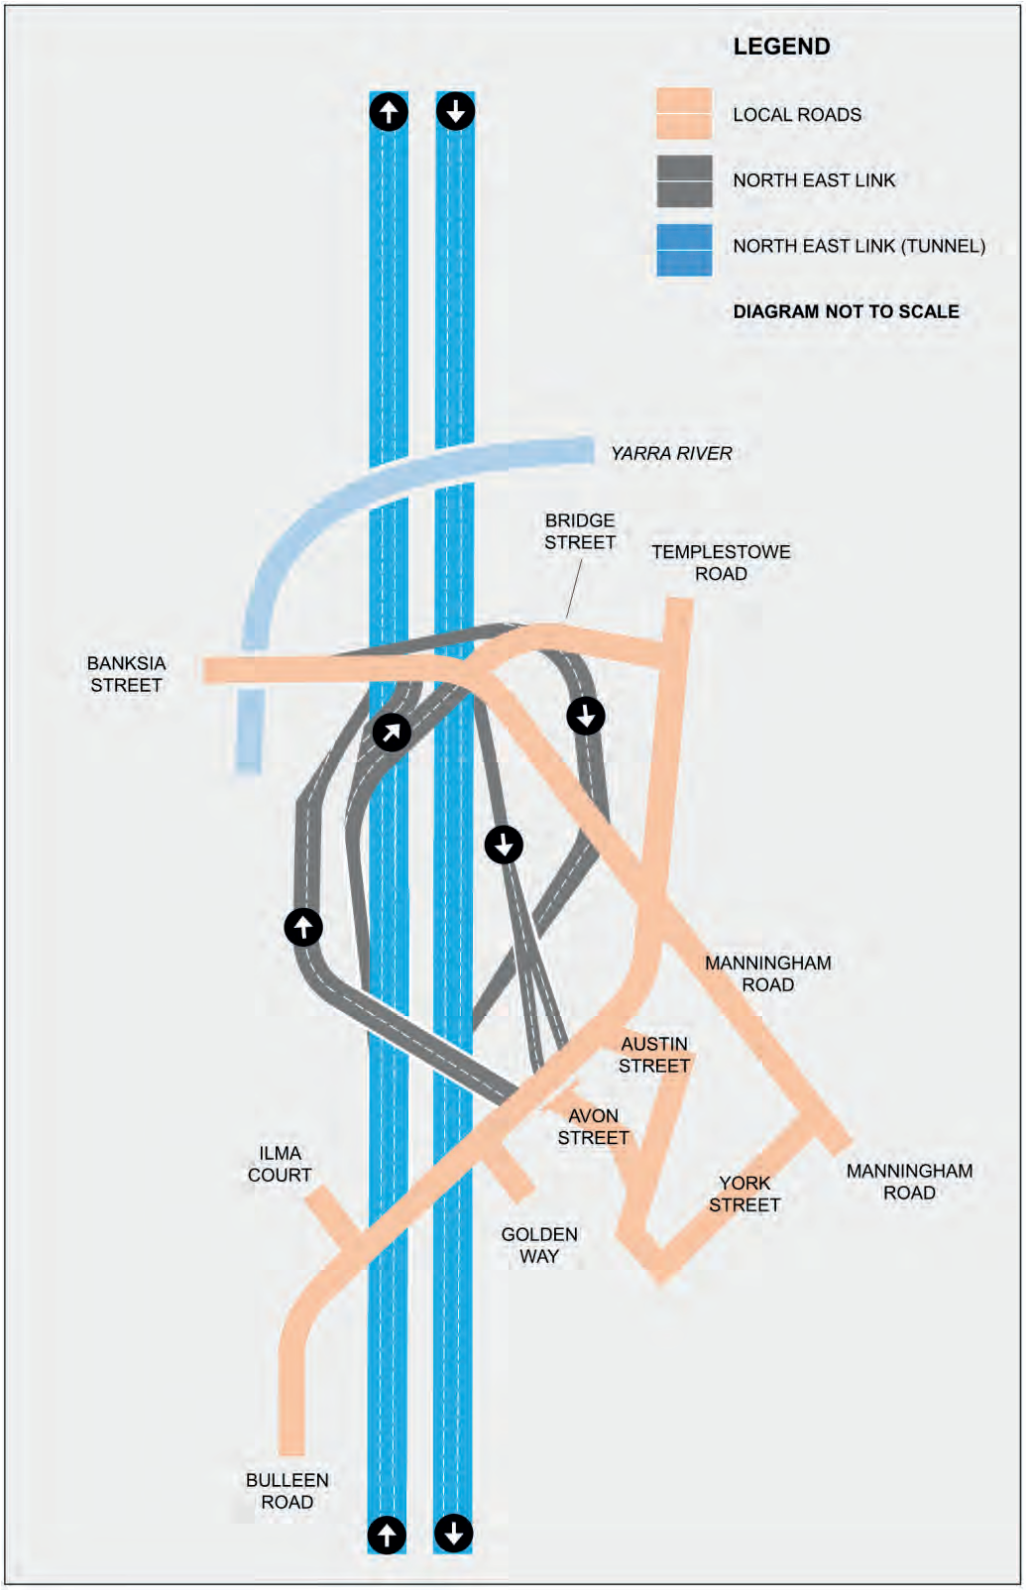 LEGEND
LOCAL ROADS
NORTH EAST LINK
NORTH EAST LINK (TUNNEL)
DIAGRAM NOT TO SCALE
YARRA RIVER
BRIDGE
STREET
TEMPLESTOWE
ROAD
BANKSIA
STREET
MANNINGHAM
ROAD
AUSTIN
STREET
AVON
STREET
ILMA
COURT
MANNINGHAM
ROAD
YORK
STREET
GOLDEN
WAY
BULLEEN
ROAD